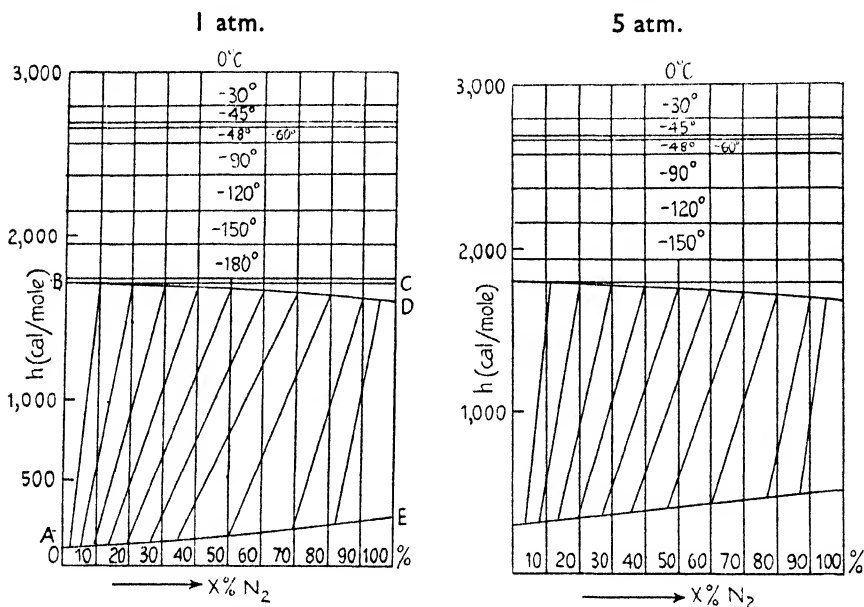 1 atm.
3,000
0°C
-30°
-45°
-48° -60°
-90°
-120°
2,000
-150°
-180°
B
C
D
h (cal/mole)
1,000
500
A
E
0 10 20 30 40 50 60 70 80 90 100 %
X% N₂
5 atm.
3,000
0°C
-30°
-45°
-48° -60°
-90°
-120°
2,000
-150°
h (cal/mole)
1,000
10 20 30 40 50 60 70 80 90 100 %
X% N₂